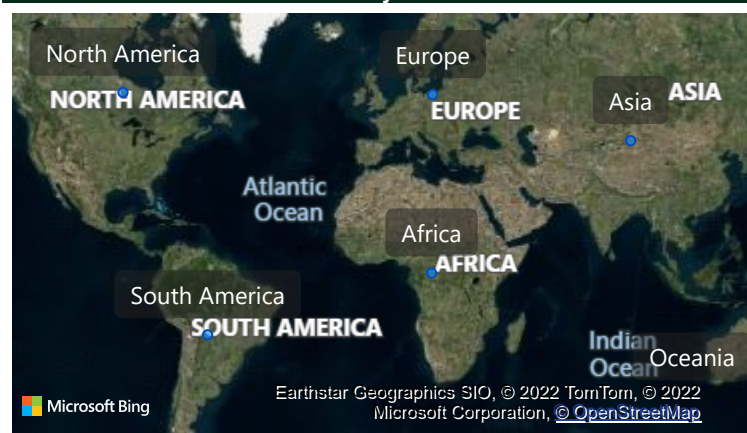 North America
Europe
NORTH AMERICA
EUROPE
Asia
ASIA
Atlantic
Ocean
Africa
AFRICA
South America
SOUTH AMERICA
Indian
Ocean
Oceania
Microsoft Bing
Earthstar Geographics SIO, © 2022 TomTom, © 2022
Microsoft Corporation, © OpenStreetMap